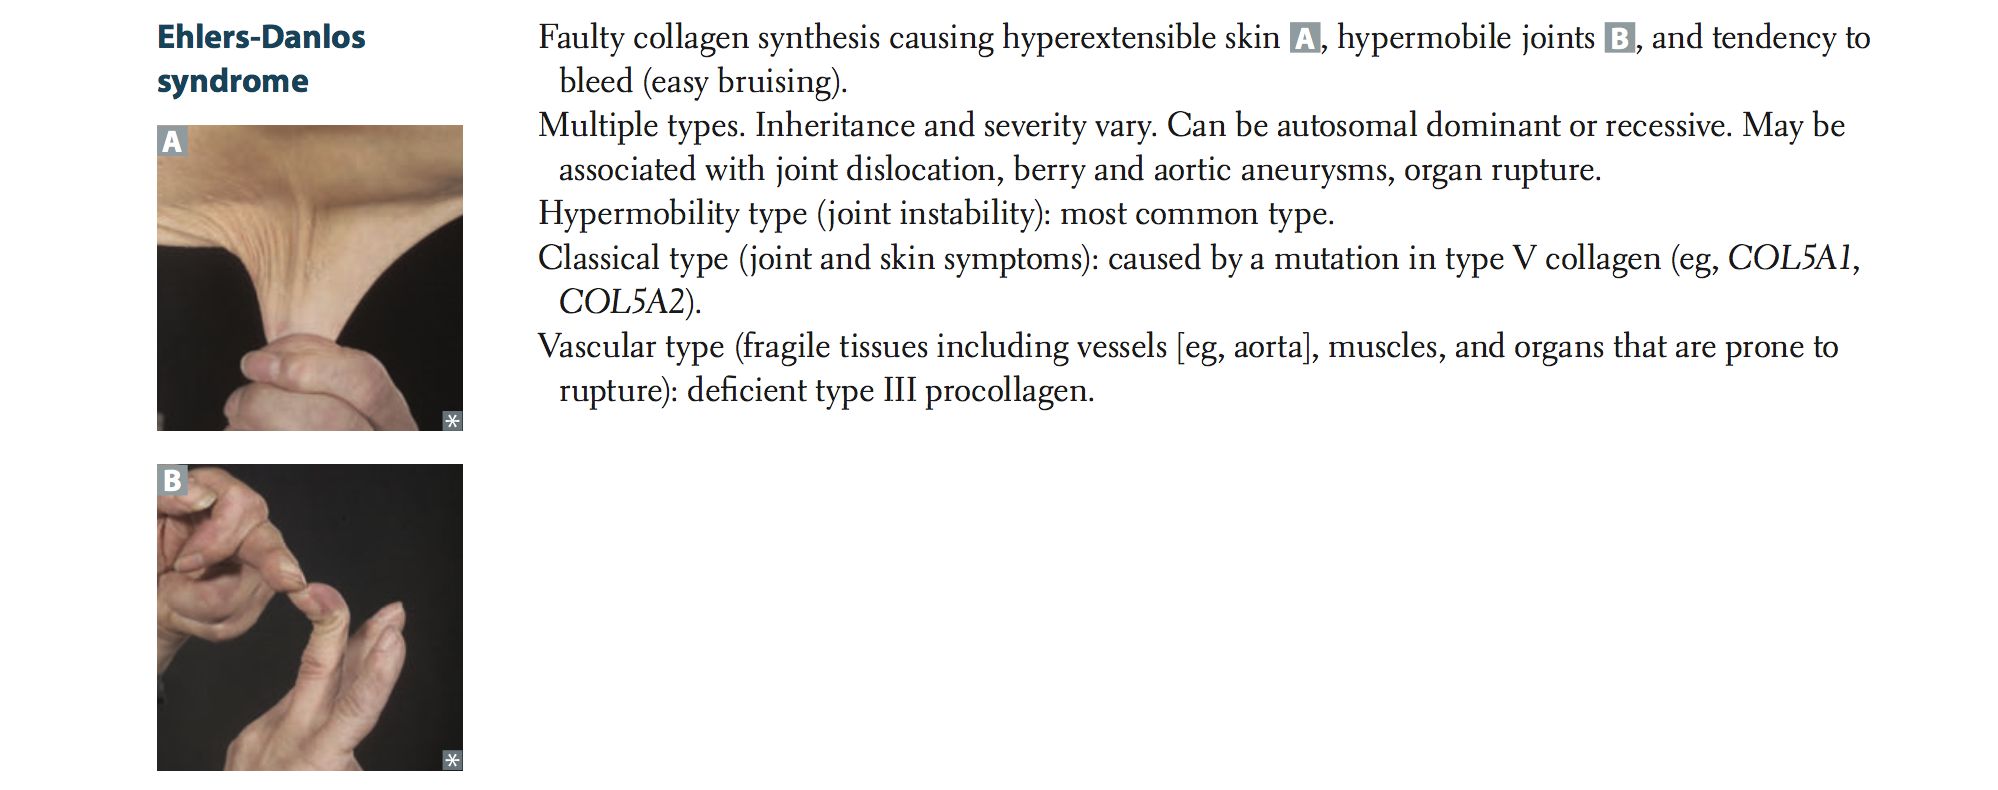 Ehlers-Danlos
syndrome
Faulty collagen synthesis causing hyperextensible skin A, hypermobile joints B, and tendency to
bleed (easy bruising).
Multiple types. Inheritance and severity vary. Can be autosomal dominant or recessive. May be
associated with joint dislocation, berry and aortic aneurysms, organ rupture.
Hypermobility type (joint instability): most common type.
Classical type (joint and skin symptoms): caused by a mutation in type V collagen (eg, COL5A1,
COL5A2).
Vascular type (fragile tissues including vessels [eg, aorta], muscles, and organs that are prone to
rupture): deficient type III procollagen.
A
*
B
*